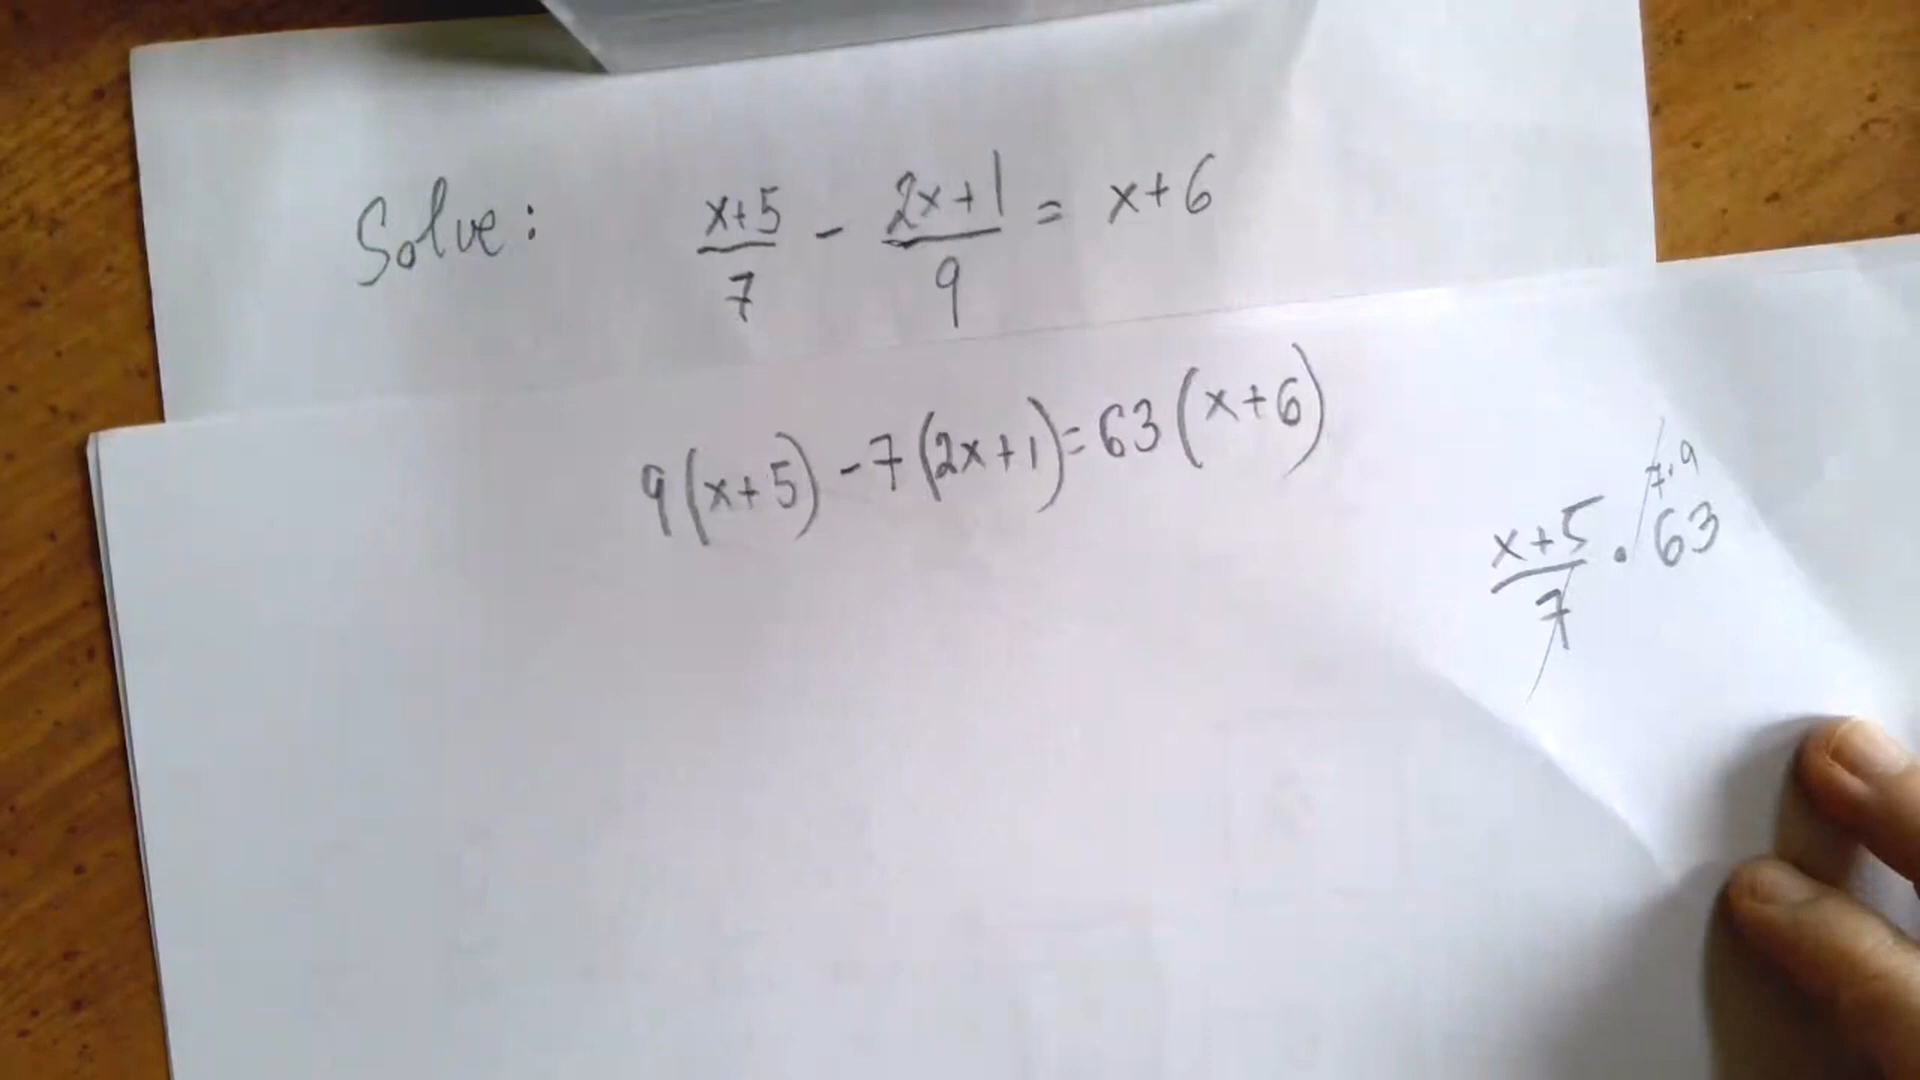 Solve: x+5/7 - 2x+1/9 = x+6
9(x+5) -7(2x+1)=63(x+6)
7·9
x+5/7 · 63